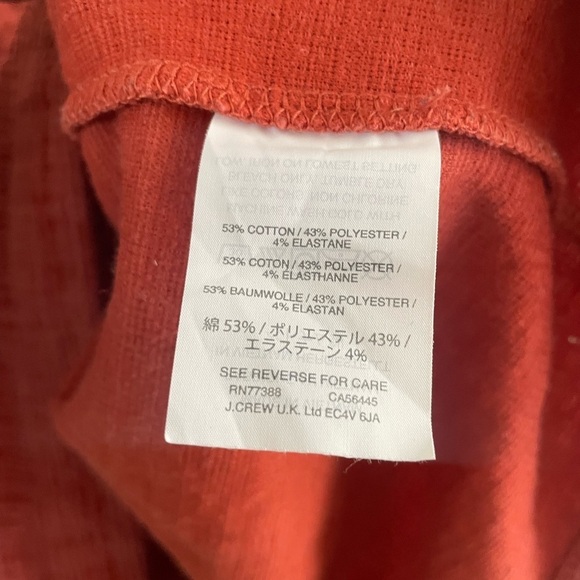 53% COTTON / 43% POLYESTER /
4% ELASTANE
53% COTON / 43% POLYESTER /
4% ELASTHANNE
53% BAUMWOLLE / 43% POLYESTER /
4% ELASTAN
綿 53% / ポリエステル 43% /
エラステーン 4%
SEE REVERSE FOR CARE
RN77388 CA56445
J.CREW U.K. Ltd EC4V 6JA